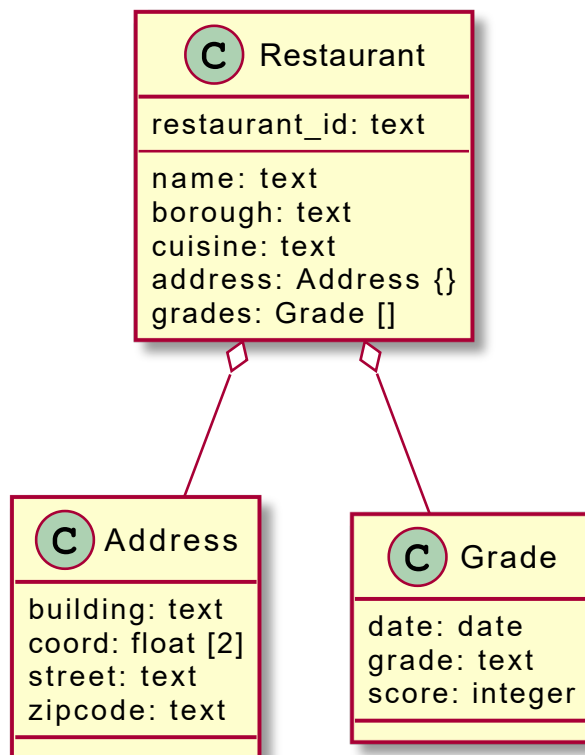 C Restaurant
restaurant_id: text
name: text
borough: text
cuisine: text
address: Address {}
grades: Grade []
C Address
building: text
coord: float [2]
street: text
zipcode: text
C Grade
date: date
grade: text
score: integer